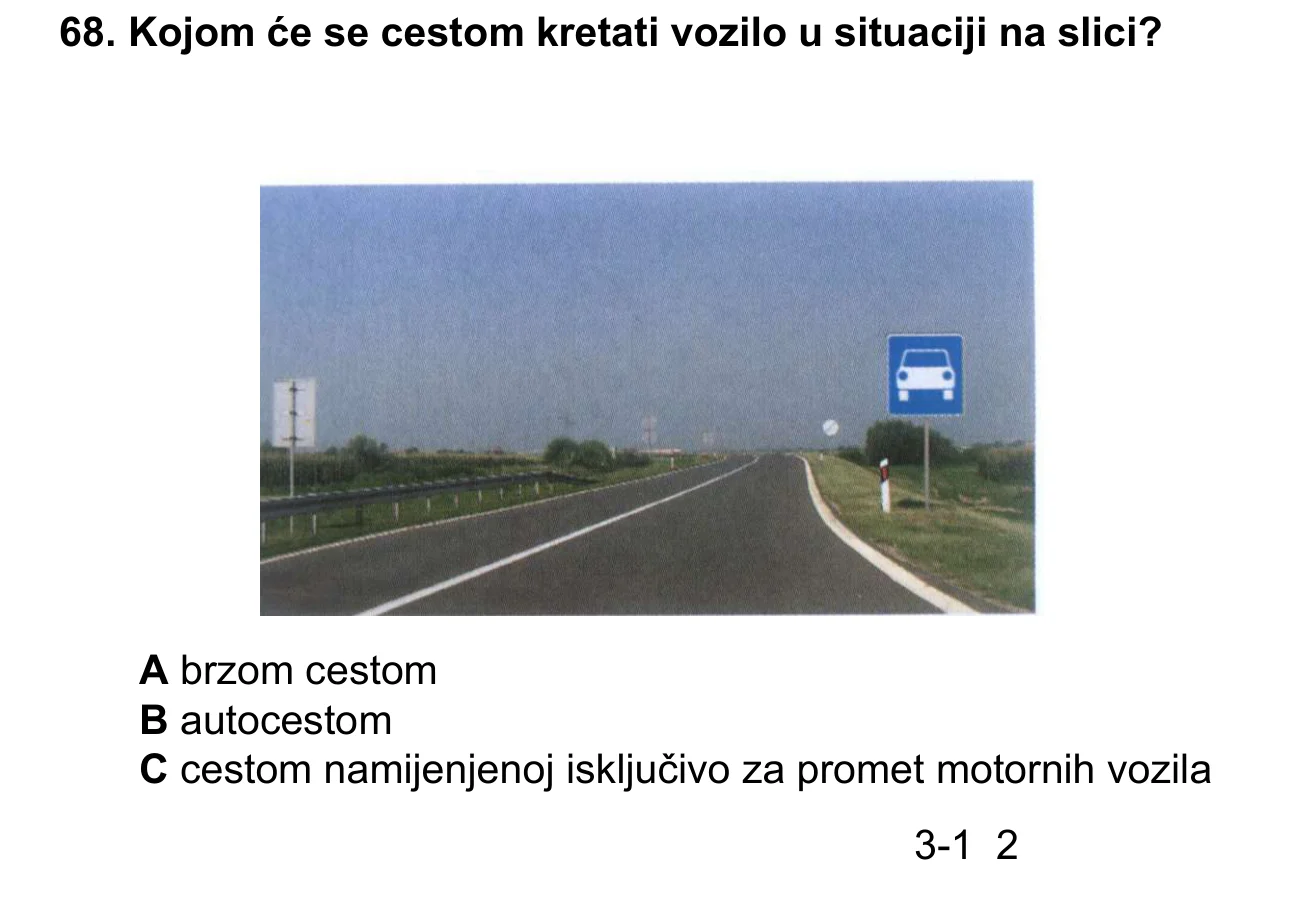 68. Kojom će se cestom kretati vozilo u situaciji na slici?
A brzom cestom
B autocestom
C cestom namijenjenoj isključivo za promet motornih vozila
3-1 2